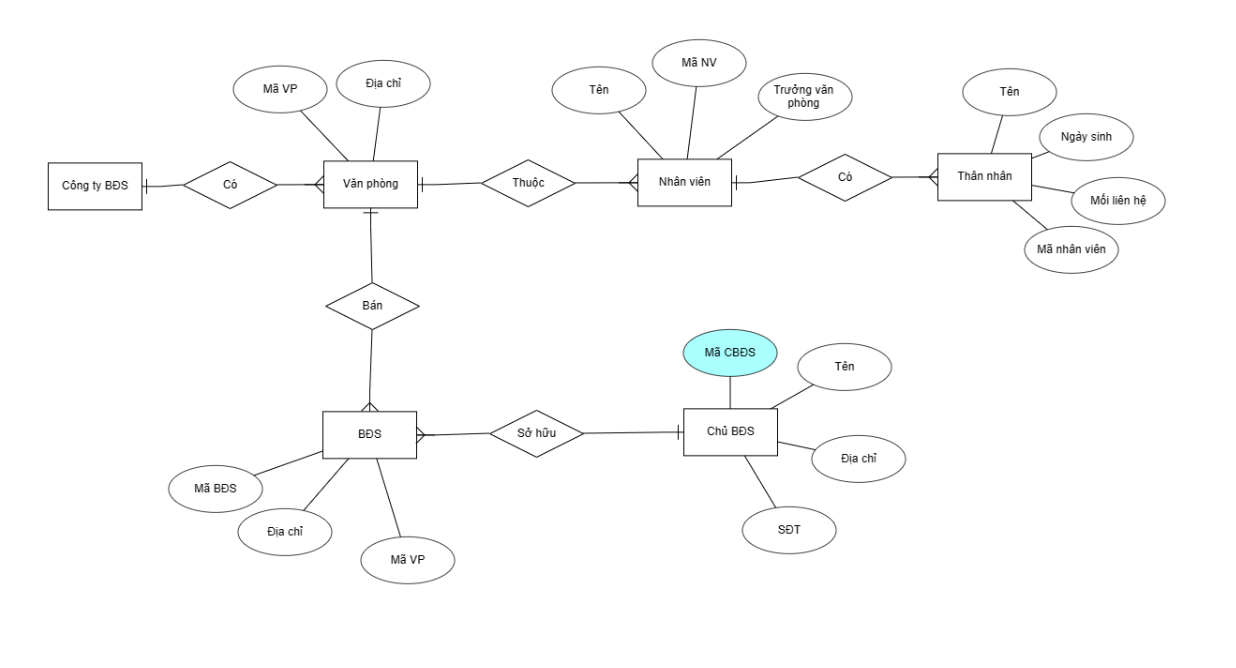 Mã VP
Địa chỉ
Tên
Mã NV
Trưởng văn
phòng
Tên
Ngày sinh
Mối liên hệ
Mã nhân viên
Công ty BĐS
Có
Văn phòng
Thuộc
Nhân viên
Có
Thân nhân
Bán
Mã CBĐS
Tên
BĐS
Sở hữu
Chủ BĐS
Địa chỉ
SĐT
Mã BĐS
Địa chỉ
Mã VP